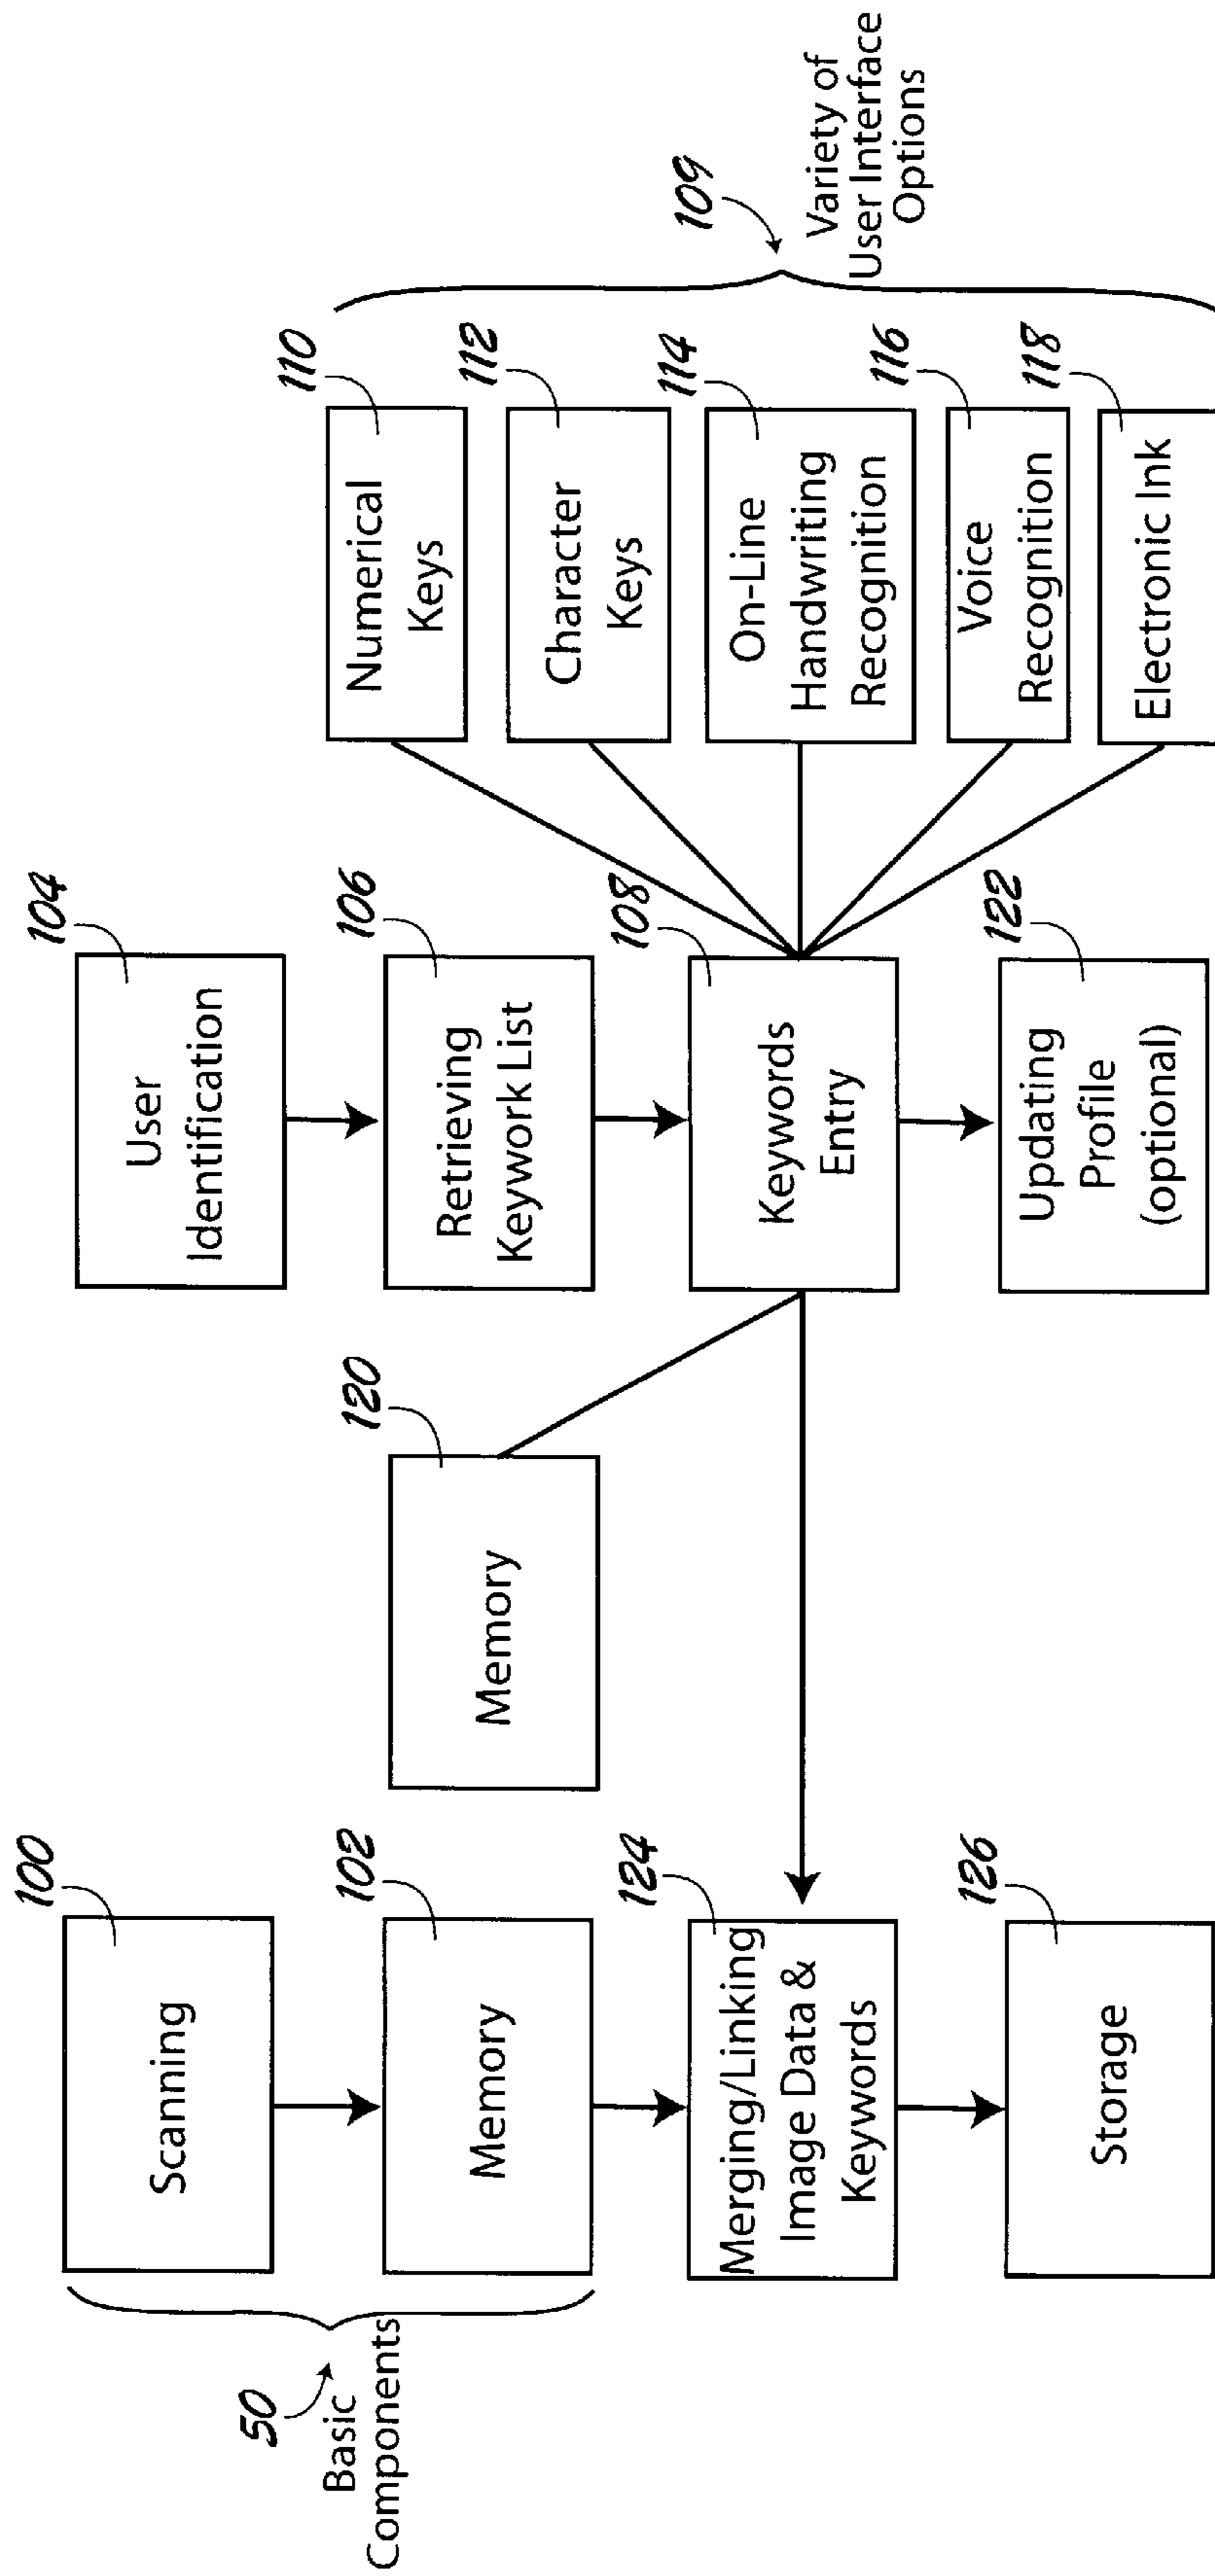 100
Scanning
50
Basic
Components
102
Memory
124
Merging/Linking
Image Data &
Keywords
126
Storage
120
Memory
104
User
Identification
106
Retrieving
Keywork List
108
Keywords
Entry
122
Updating
Profile
(optional)
110
Numerical
Keys
112
Character
Keys
114
On-Line
Handwriting
Recognition
116
Voice
Recognition
118
Electronic Ink
109
Variety of
User Interface
Options